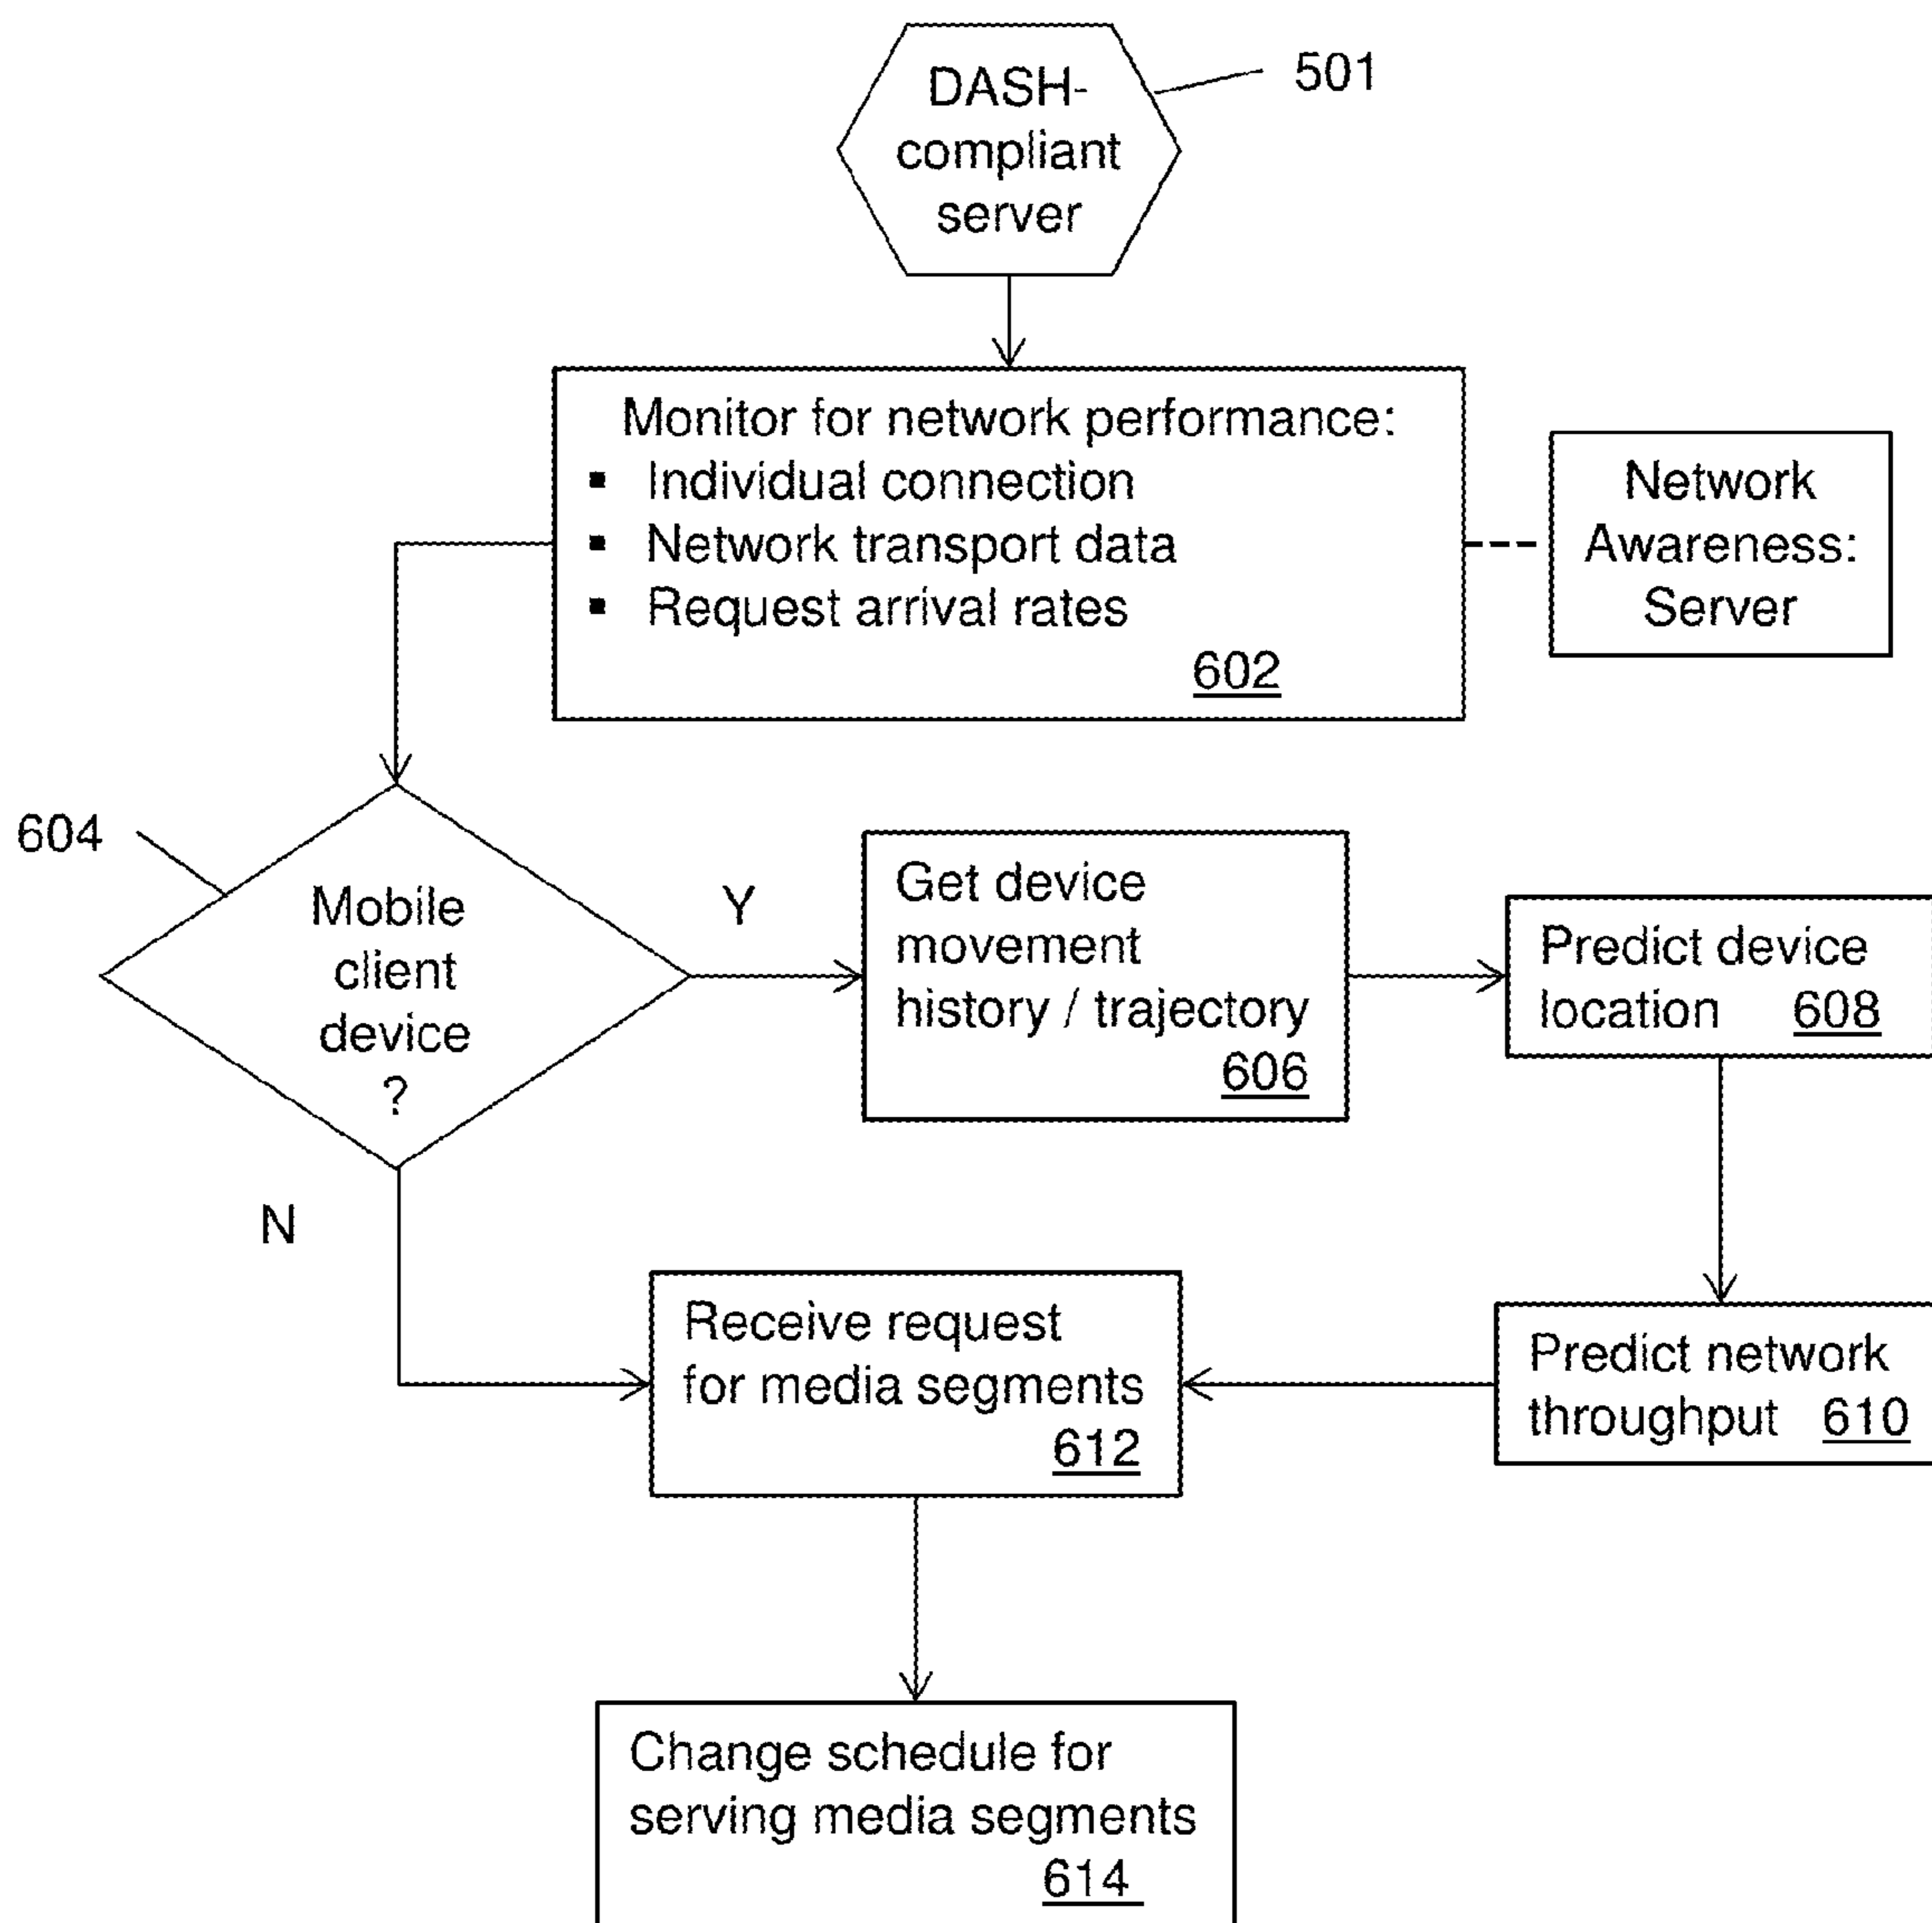 DASH-
compliant
server
501
Monitor for network performance:
▪ Individual connection
▪ Network transport data
▪ Request arrival rates
602
Network
Awareness:
Server
604
Mobile
client
device
?
Y
Get device
movement
history / trajectory
606
Predict device
location 608
N
Receive request
for media segments
612
Predict network
throughput 610
Change schedule for
serving media segments
614